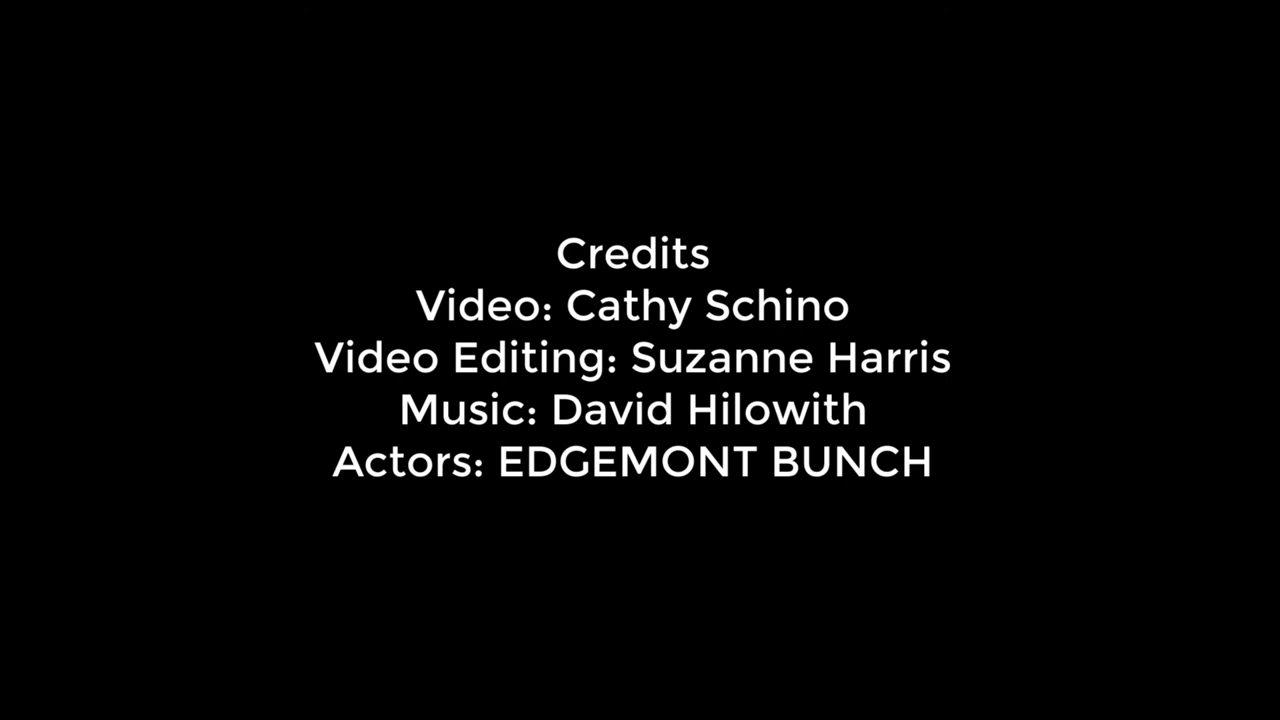 Credits
Video: Cathy Schino
Video Editing: Suzanne Harris
Music: David Hilowith
Actors: EDGEMONT BUNCH